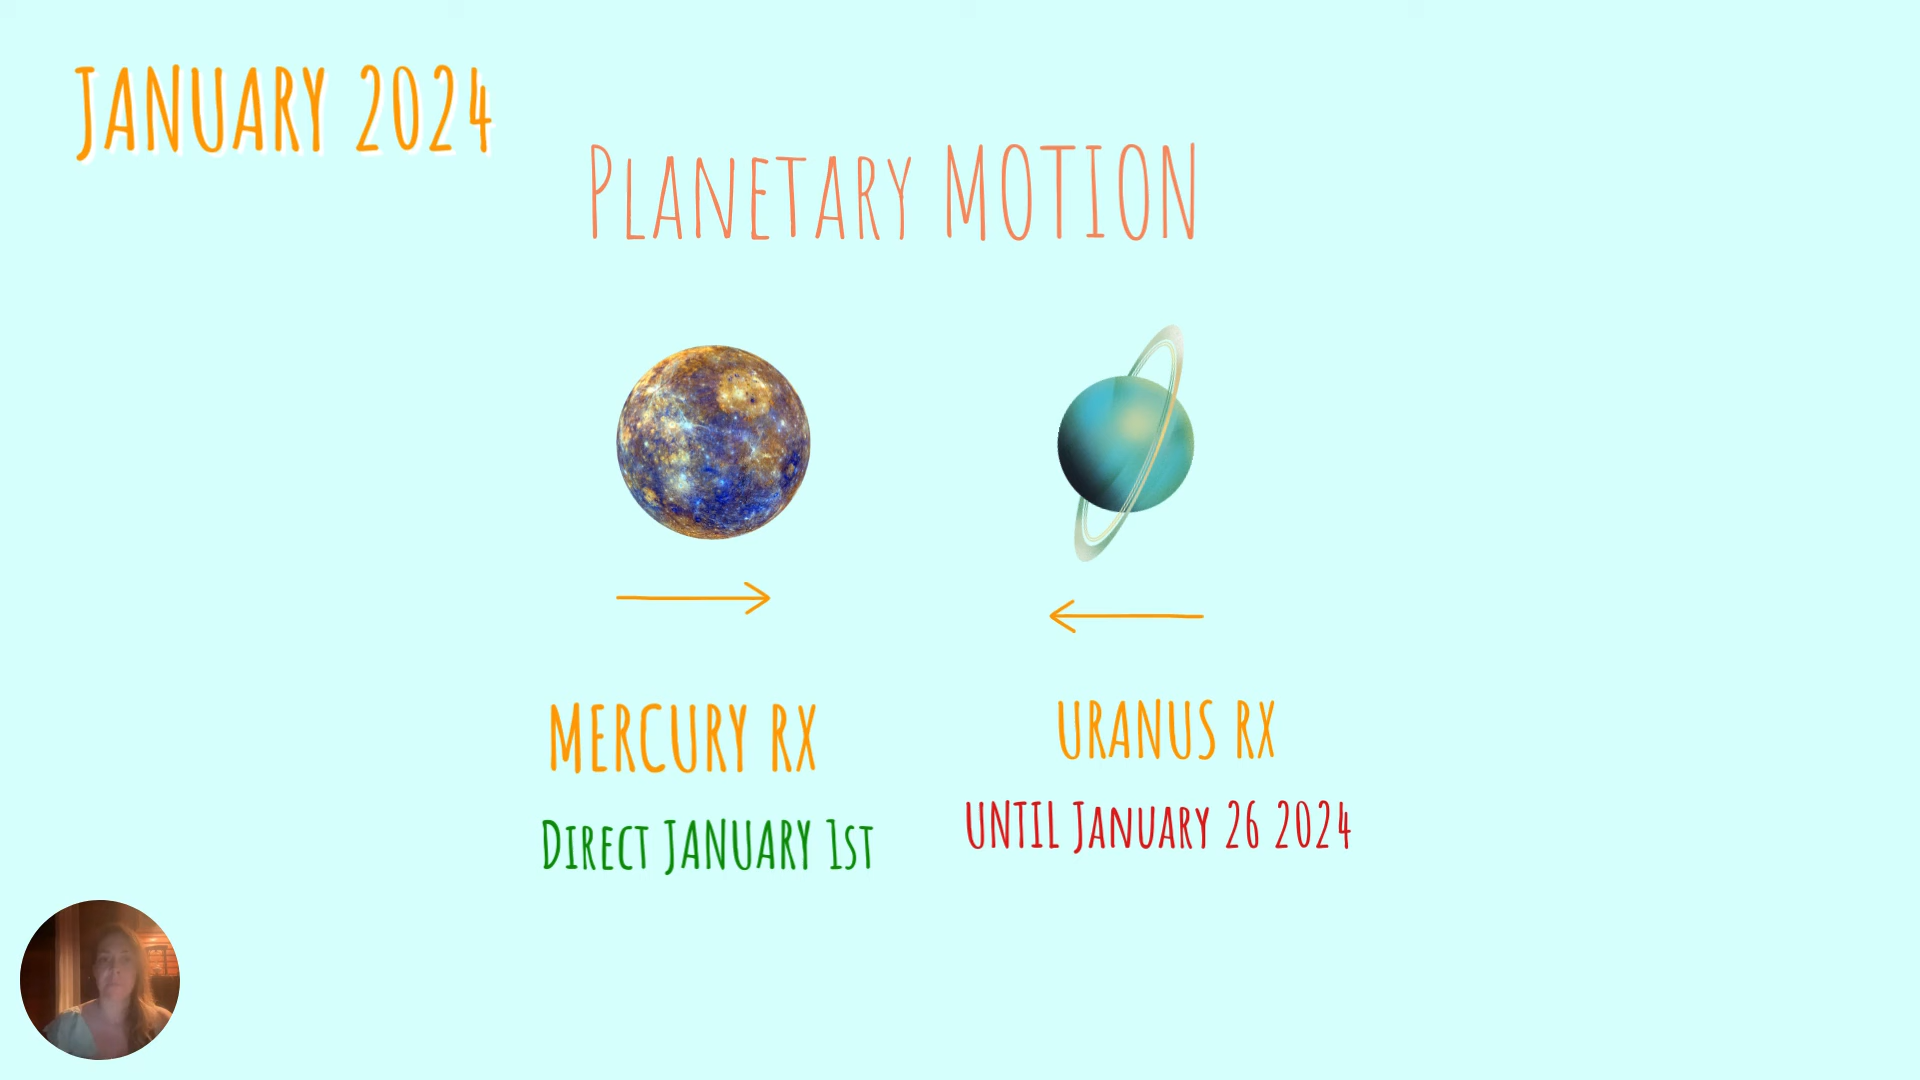 JANUARY 2024
PLANETARY MOTION
MERCURY RX
DIRECT JANUARY 1ST
URANUS RX
UNTIL JANUARY 26 2024